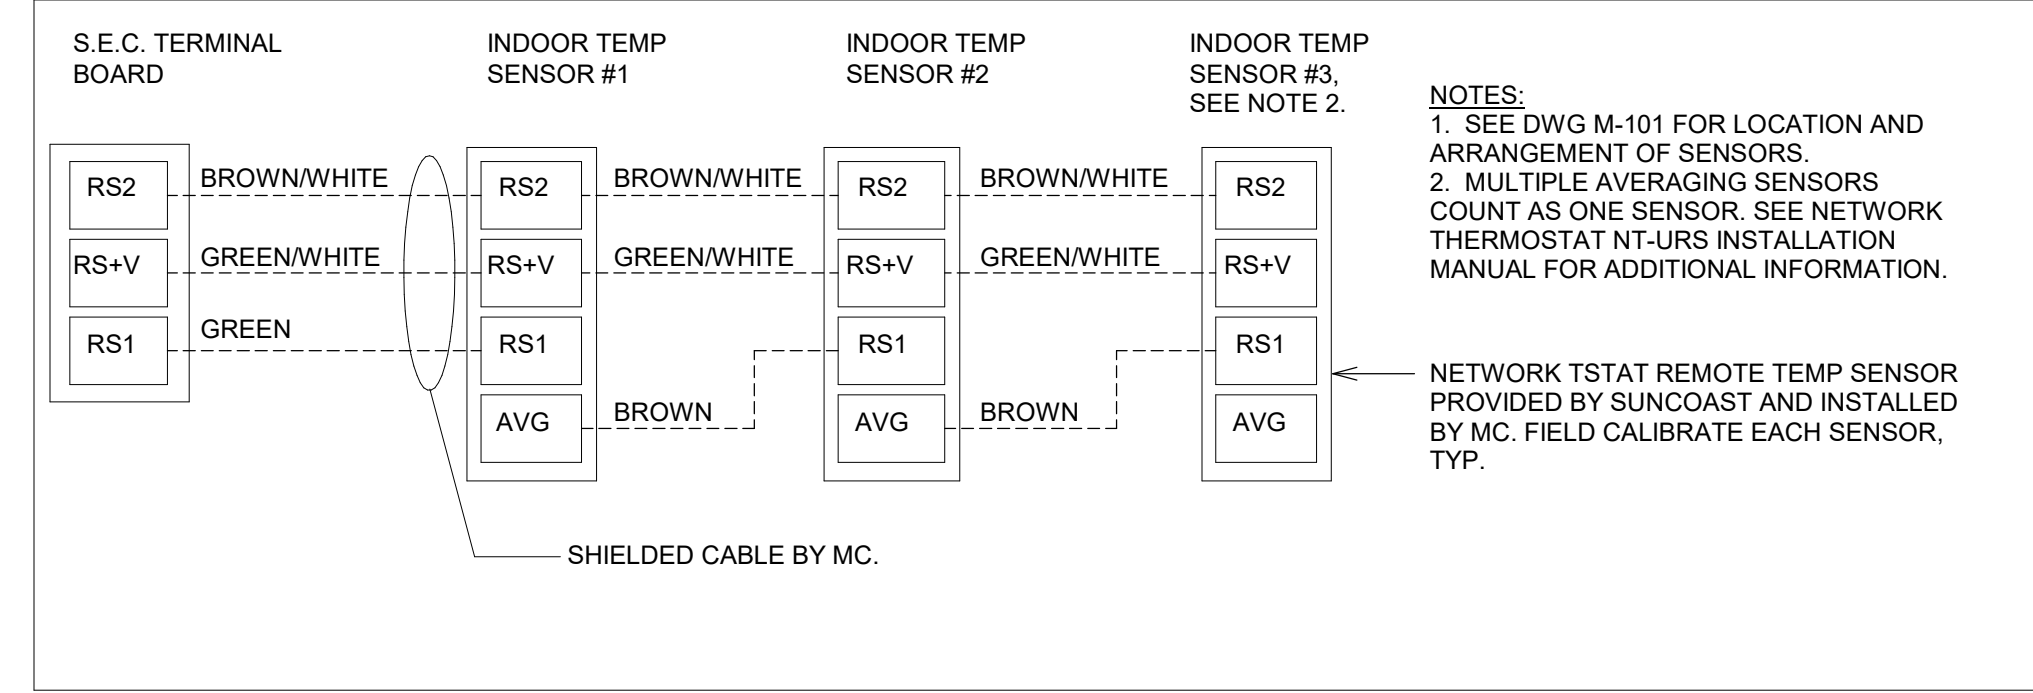 S.E.C. TERMINAL
BOARD
INDOOR TEMP
SENSOR #1
INDOOR TEMP
SENSOR #2
INDOOR TEMP
SENSOR #3,
SEE NOTE 2.
RS2
BROWN/WHITE
RS2
BROWN/WHITE
RS2
BROWN/WHITE
RS2
RS+V
GREEN/WHITE
RS+V
GREEN/WHITE
RS+V
GREEN/WHITE
RS+V
RS1
GREEN
RS1
RS1
RS1
AVG
BROWN
AVG
BROWN
AVG
SHIELDED CABLE BY MC.
NOTES:
1. SEE DWG M-101 FOR LOCATION AND
ARRANGEMENT OF SENSORS.
2. MULTIPLE AVERAGING SENSORS
COUNT AS ONE SENSOR. SEE NETWORK
THERMOSTAT NT-URS INSTALLATION
MANUAL FOR ADDITIONAL INFORMATION.
NETWORK TSTAT REMOTE TEMP SENSOR
PROVIDED BY SUNCOAST AND INSTALLED
BY MC. FIELD CALIBRATE EACH SENSOR,
TYP.